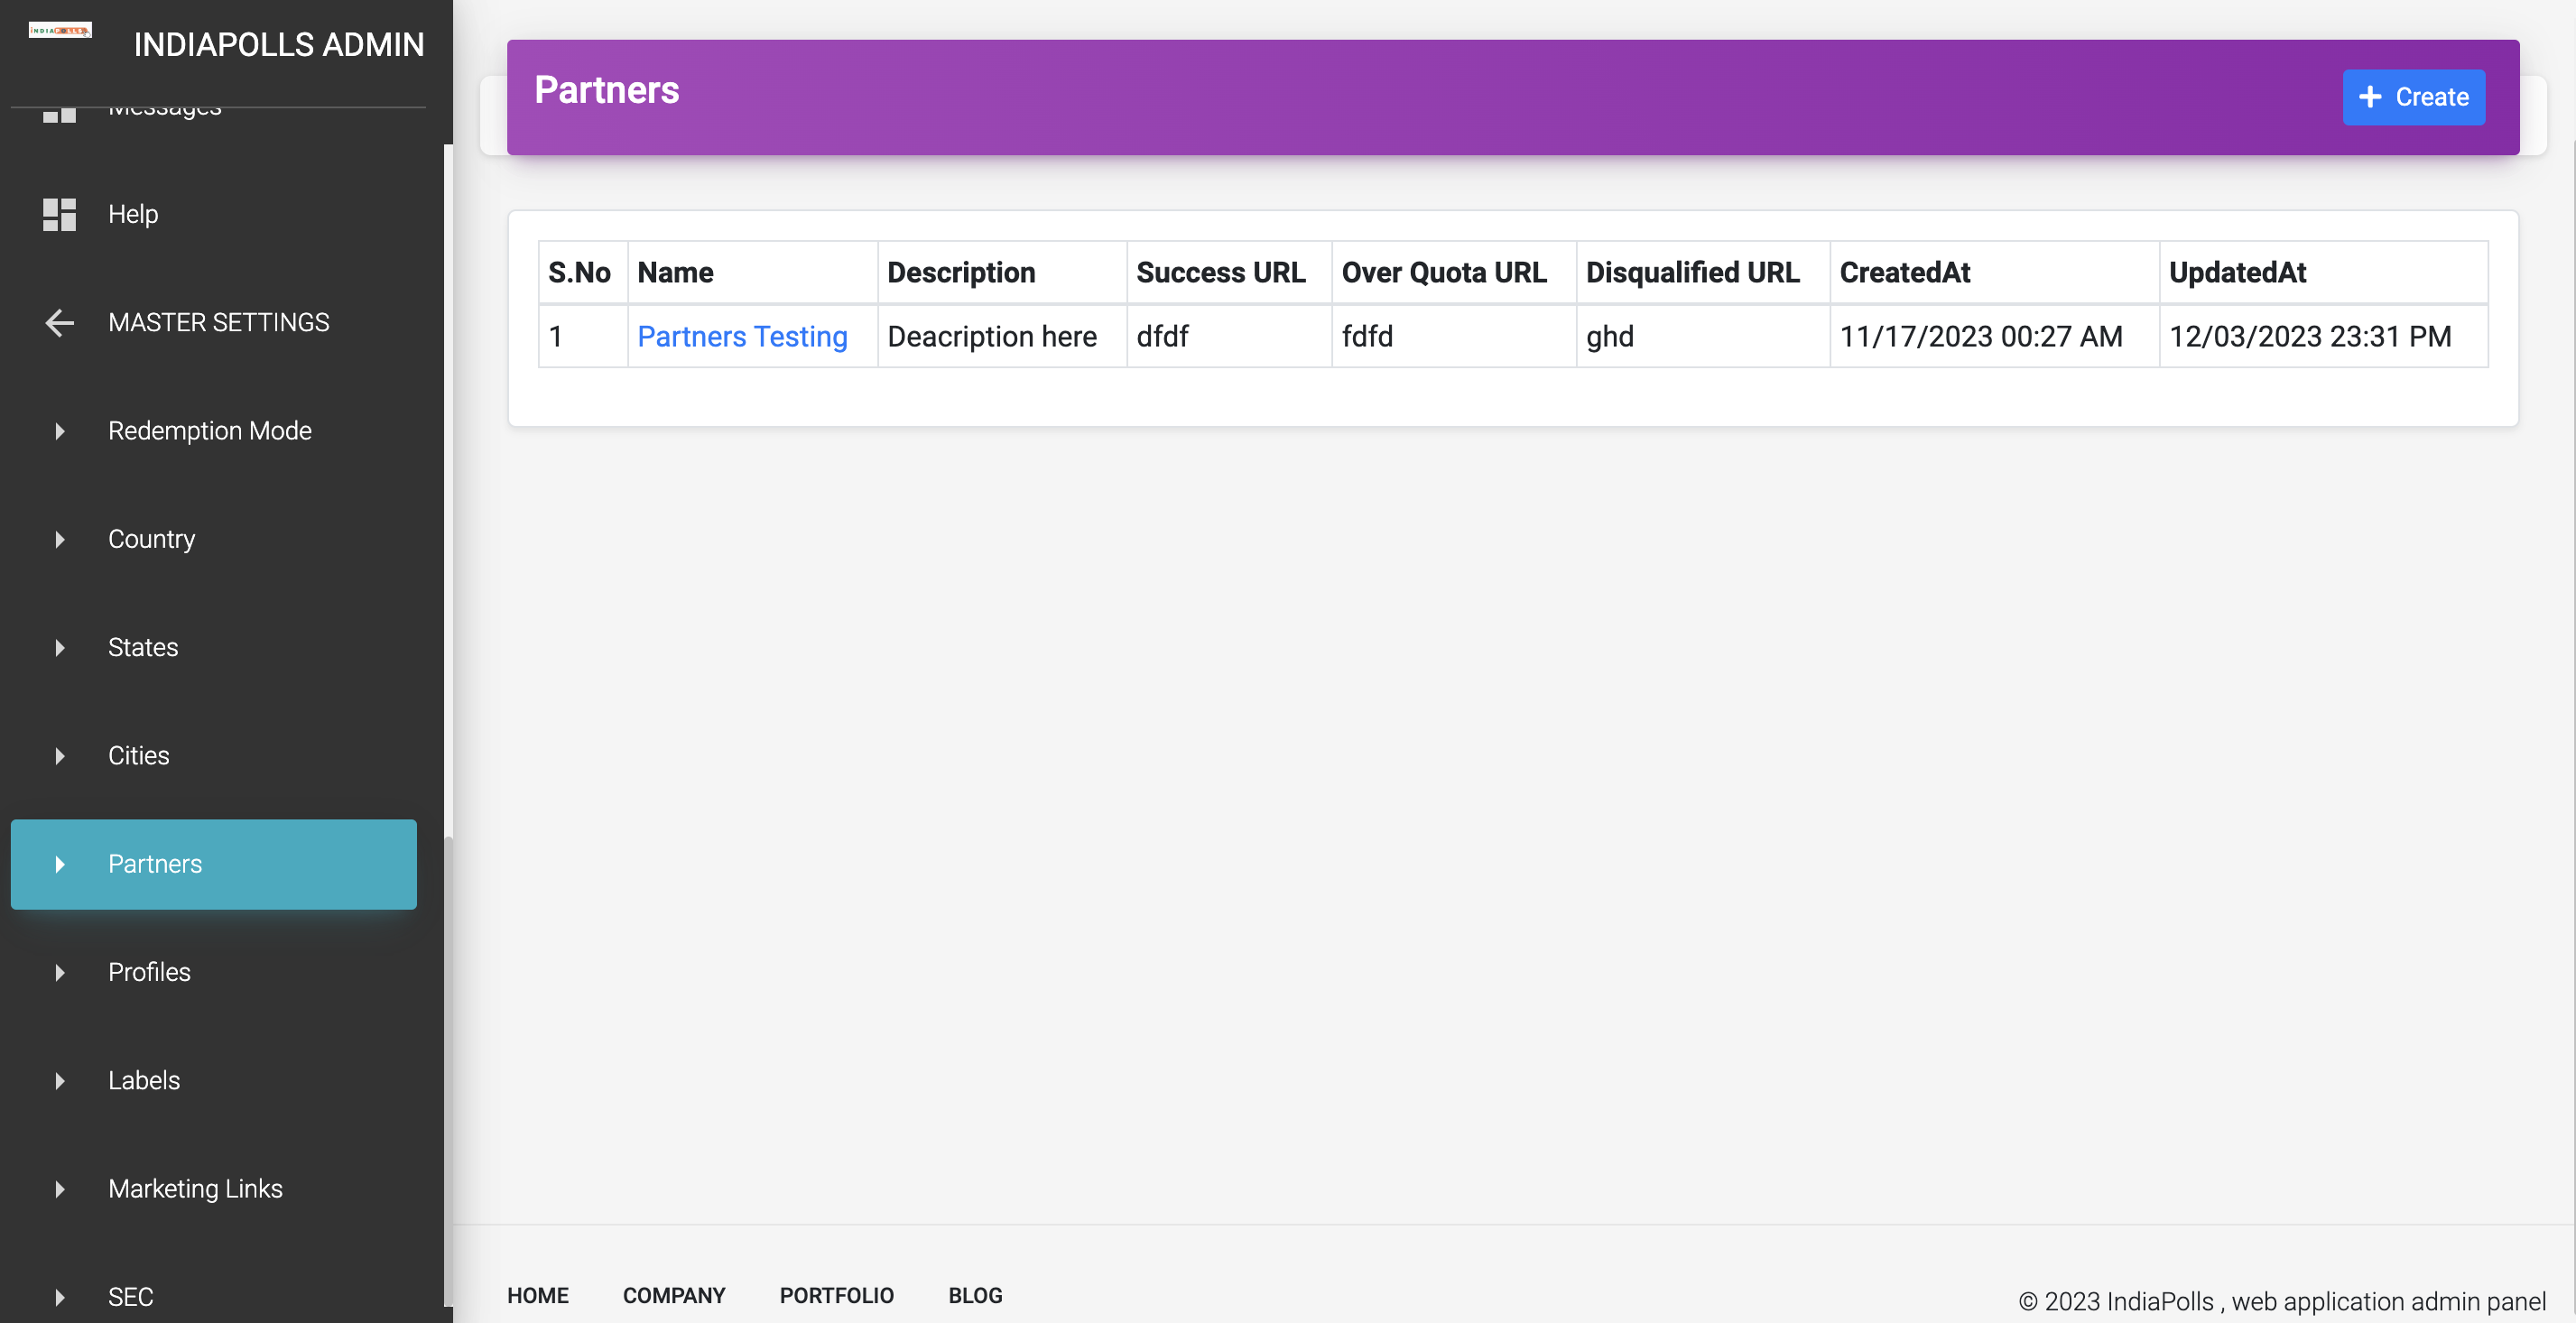 INDIAPOLLS
INDIAPOLLS ADMIN
Messages
Help
MASTER SETTINGS
Redemption Mode
Country
States
Cities
Partners
Profiles
Labels
Marketing Links
SEC
Partners
Create
S.No Name Description Success URL Over Quota URL Disqualified URL CreatedAt UpdatedAt
1 Partners Testing Deacription here dfdf fdfd ghd 11/17/2023 00:27 AM 12/03/2023 23:31 PM
HOME COMPANY PORTFOLIO BLOG
© 2023 IndiaPolls , web application admin panel